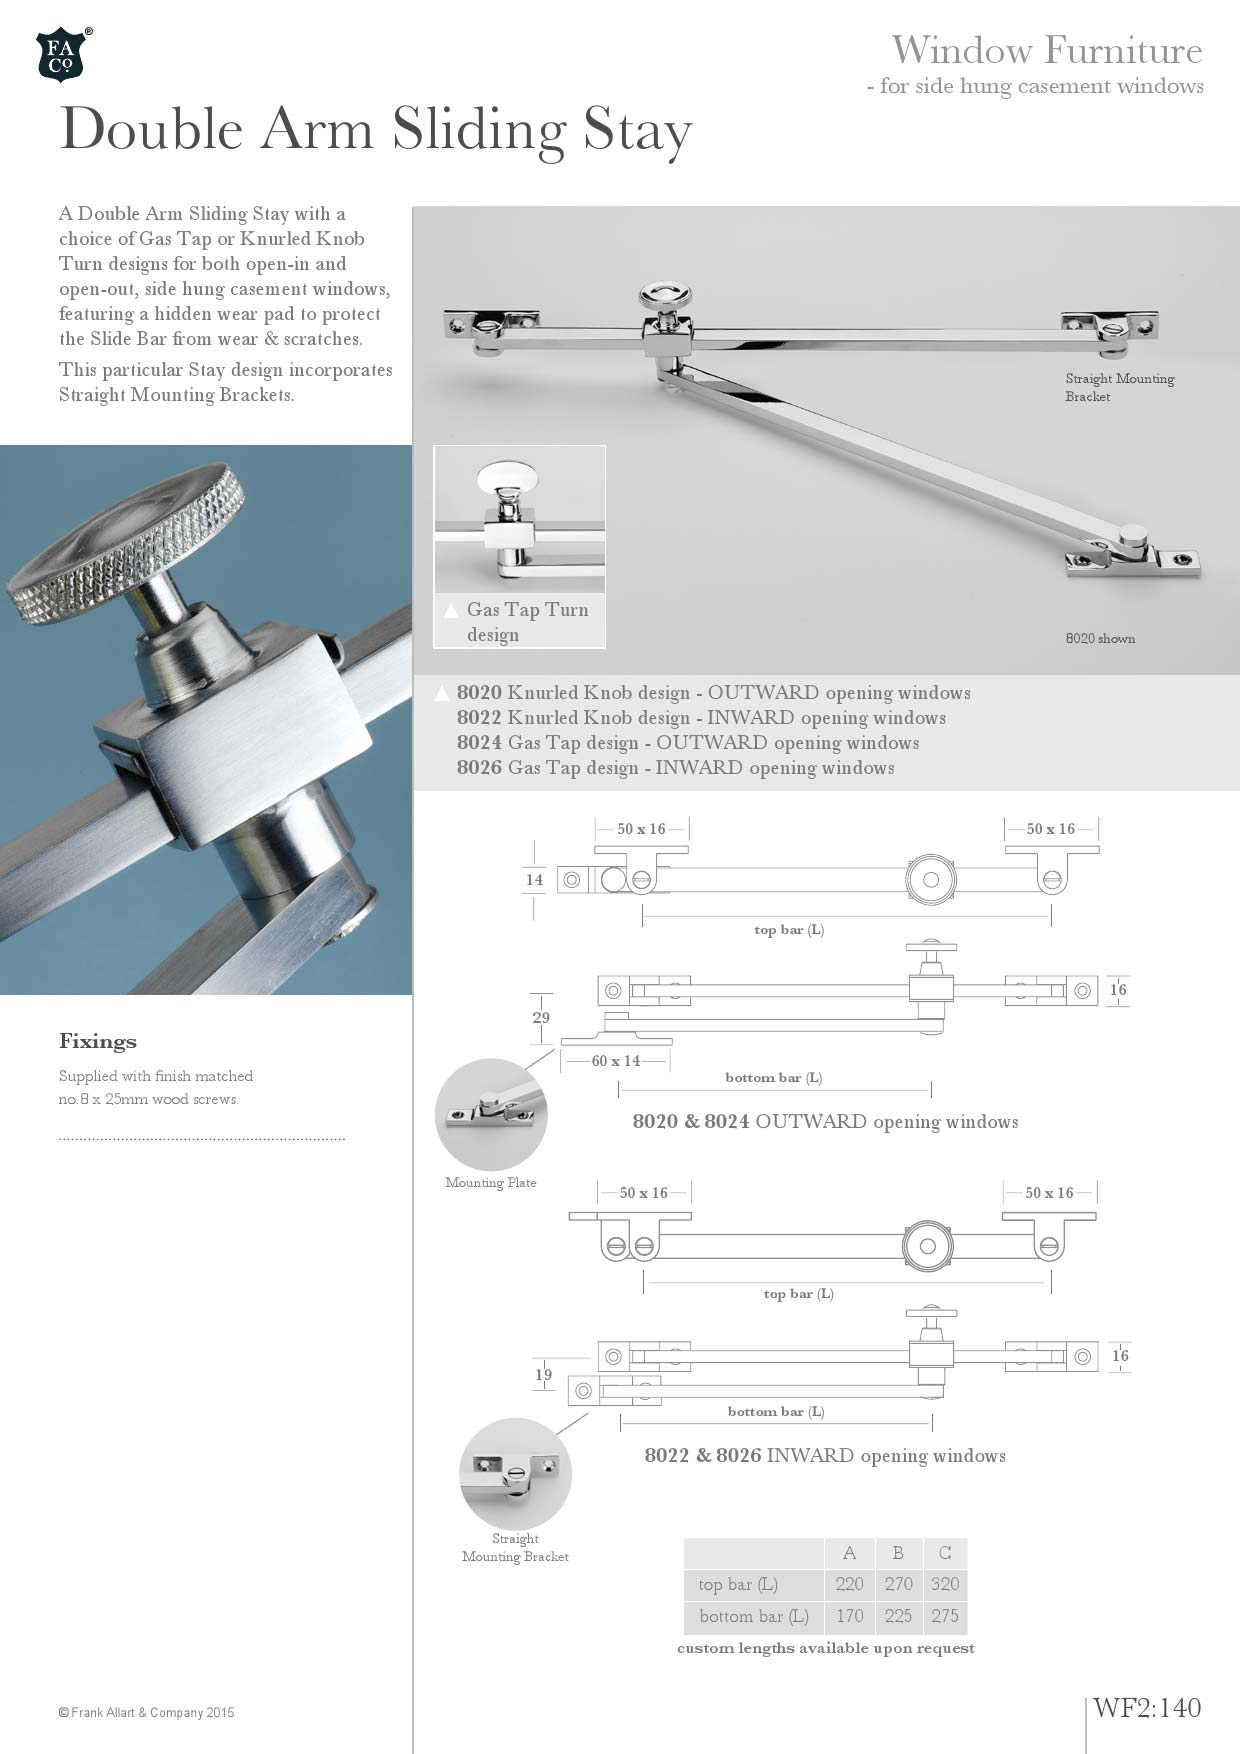 FA
Co.
®
Window Furniture
- for side hung casement windows
Double Arm Sliding Stay
A Double Arm Sliding Stay with a
choice of Gas Tap or Knurled Knob
Turn designs for both open-in and
open-out, side hung casement windows,
featuring a hidden wear pad to protect
the Slide Bar from wear & scratches.
This particular Stay design incorporates
Straight Mounting Brackets.
Straight Mounting
Bracket
Gas Tap Turn
design
8020 shown
8020 Knurled Knob design - OUTWARD opening windows
8022 Knurled Knob design - INWARD opening windows
8024 Gas Tap design - OUTWARD opening windows
8026 Gas Tap design - INWARD opening windows
50 x 16
50 x 16
14
top bar (L)
16
29
60 x 14
bottom bar (L)
8020 & 8024 OUTWARD opening windows
Mounting Plate
Fixings
Supplied with finish matched
no.8 x 25mm wood screws.
50 x 16
50 x 16
top bar (L)
16
19
bottom bar (L)
8022 & 8026 INWARD opening windows
Straight
Mounting Bracket
A B C
top bar (L) 220 270 320
bottom bar (L) 170 225 275
custom lengths available upon request
© Frank Allart & Company 2015
WF2:140